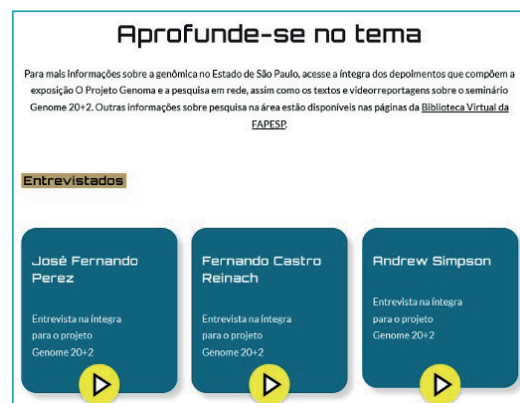 Aprofunde-se no tema
Para mais informações sobre a genômica no Estado de São Paulo, acesse a íntegra dos depoimentos que compõem a
exposição O Projeto Genoma e a pesquisa em rede, assim como os textos e videorreportagens sobre o seminário
Genome 20+2. Outras informações sobre pesquisa na área estão disponíveis nas páginas da Biblioteca Virtual da
FAPESP.
Entrevistados
José Fernando
Perez
Entrevista na íntegra
para o projeto
Genome 20+2
Fernando Castro
Reinach
Entrevista na íntegra
para o projeto
Genome 20+2
Andrew Simpson
Entrevista na íntegra
para o projeto
Genome 20+2